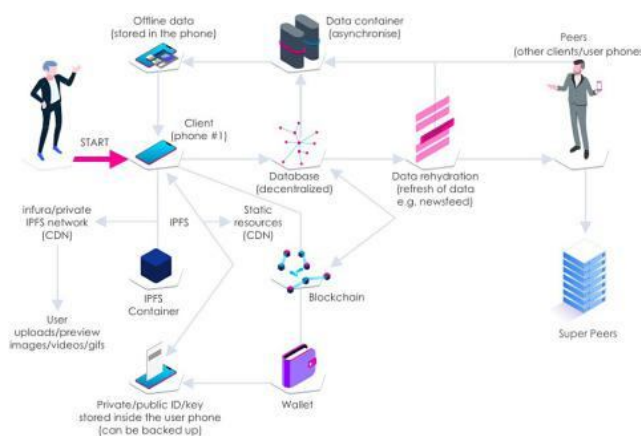 Offline data
(stored in the phone)
Data container
(asynchronise)
Peers
(other clients/user phones)
START
Client
(phone #1)
Database
(decentralized)
Data rehydration
(refresh of data
e.g. newsfeed)
infura/private
IPFS network
(CDN)
IPFS
Static
resources
(CDN)
IPFS
Container
Blockchain
User
uploads/preview
images/videos/gifs
Super Peers
Private/public ID/key
stored inside the user phone
(can be backed up)
Wallet